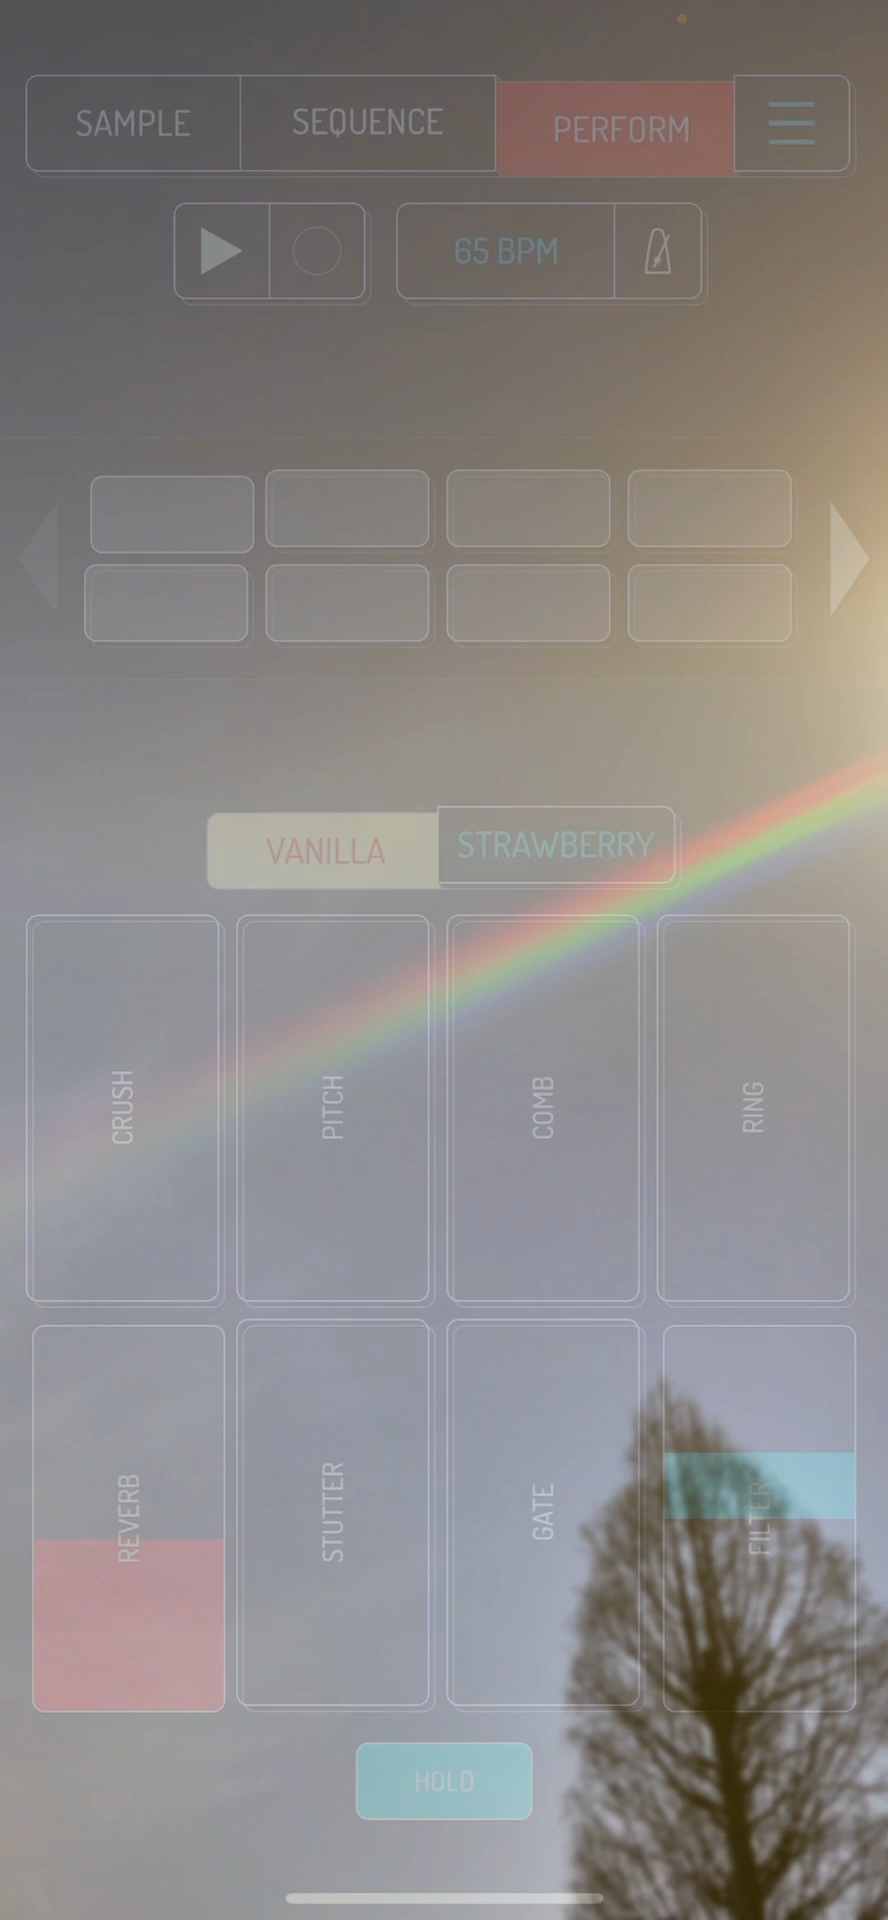 SAMPLE SEQUENCE PERFORM
65 BPM
VANILLA STRAWBERRY
CRUSH PITCH COMB RING
REVERB STUTTER GATE FILTER
HOLD